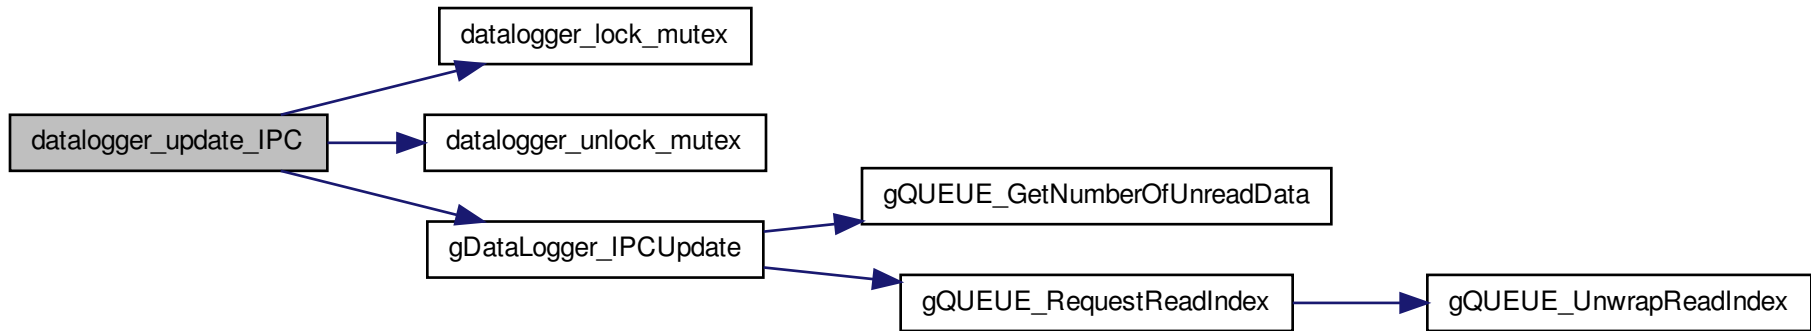 datalogger_lock_mutex
datalogger_update_IPC
datalogger_unlock_mutex
gQUEUE_GetNumberOfUnreadData
gDataLogger_IPCUpdate
gQUEUE_RequestReadIndex
gQUEUE_UnwrapReadIndex